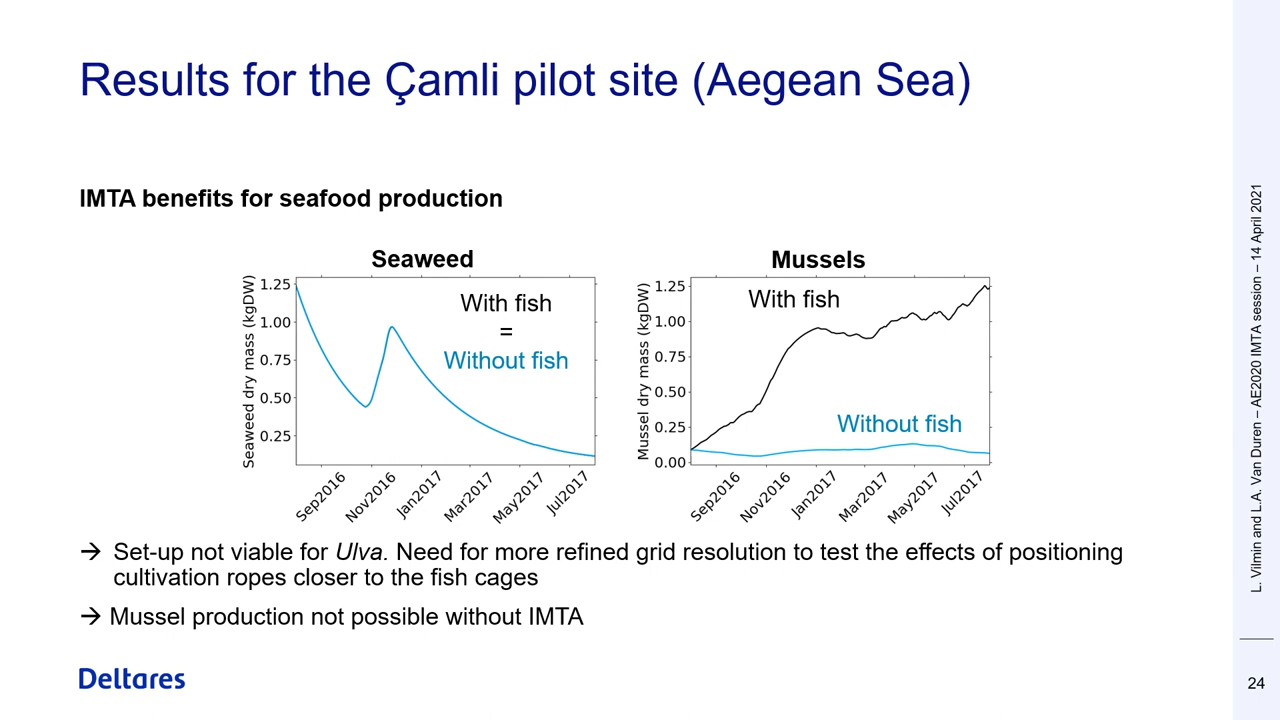 Results for the Çamli pilot site (Aegean Sea)
IMTA benefits for seafood production
Seaweed
Seaweed dry mass (kgDW)
1.25
1.00
0.75
0.50
0.25
With fish
=
Without fish
Sep2016
Nov2016
Jan2017
Mar2017
May2017
Jul2017
Mussels
Mussel dry mass (kgDW)
1.25
1.00
0.75
0.50
0.25
0.00
With fish
Without fish
Sep2016
Nov2016
Jan2017
Mar2017
May2017
Jul2017
→ Set-up not viable for Ulva. Need for more refined grid resolution to test the effects of positioning
cultivation ropes closer to the fish cages
→ Mussel production not possible without IMTA
Deltares
L. Vilmin and L.A. Van Duren – AE2020 IMTA session – 14 April 2021
24